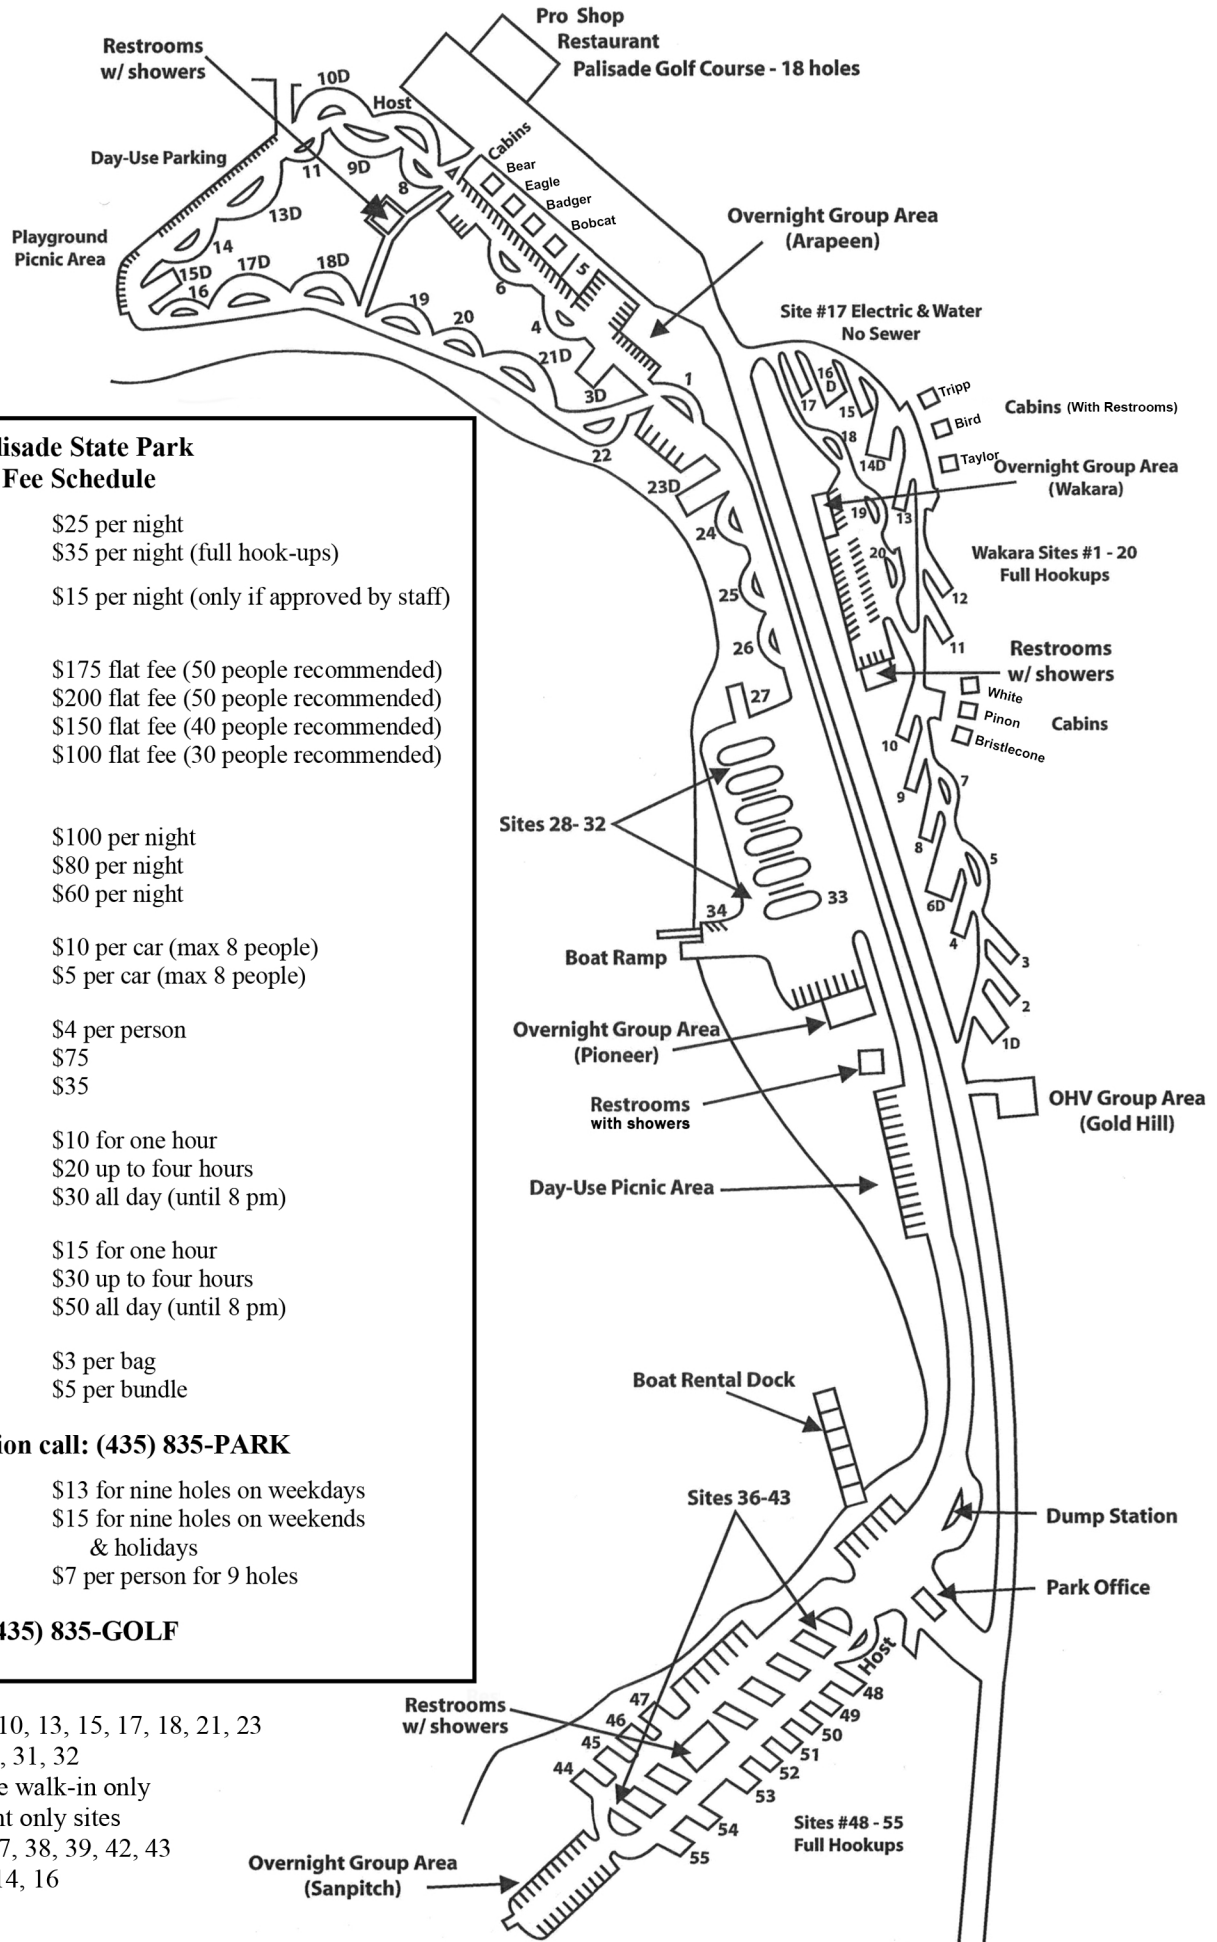 Pro Shop
Restaurant
Palisade Golf Course - 18 holes
Restrooms
w/ showers
10D
Host
Cabins
Bear
Eagle
Badger
Bobcat
Day-Use Parking
11
9D
8
13D
Playground
Picnic Area
14
15D
16
17D
18D
5
6
4
19
20
21D
3D
1
22
23D
24
25
26
27
Overnight Group Area
(Arapeen)
Site #17 Electric & Water
No Sewer
17
16
D
15
18
14D
19
13
20
12
11
Tripp
Bird
Taylor
Cabins (With Restrooms)
Overnight Group Area
(Wakara)
Wakara Sites #1 - 20
Full Hookups
Restrooms
w/ showers
White
Pinon
Bristlecone
Cabins
10
9
8
7
6D
5
4
3
2
1D
Sites 28- 32
33
34
Boat Ramp
Overnight Group Area
(Pioneer)
Restrooms
with showers
OHV Group Area
(Gold Hill)
Day-Use Picnic Area
Boat Rental Dock
Sites 36-43
Dump Station
Park Office
Host
Restrooms
w/ showers
47
46
45
44
48
49
50
51
52
53
54
55
Sites #48 - 55
Full Hookups
Overnight Group Area
(Sanpitch)
lisade State Park
Fee Schedule
$25 per night
$35 per night (full hook-ups)
$15 per night (only if approved by staff)
$175 flat fee (50 people recommended)
$200 flat fee (50 people recommended)
$150 flat fee (40 people recommended)
$100 flat fee (30 people recommended)
$100 per night
$80 per night
$60 per night
$10 per car (max 8 people)
$5 per car (max 8 people)
$4 per person
$75
$35
$10 for one hour
$20 up to four hours
$30 all day (until 8 pm)
$15 for one hour
$30 up to four hours
$50 all day (until 8 pm)
$3 per bag
$5 per bundle
ion call: (435) 835-PARK
$13 for nine holes on weekdays
$15 for nine holes on weekends
& holidays
$7 per person for 9 holes
435) 835-GOLF
10, 13, 15, 17, 18, 21, 23
, 31, 32
e walk-in only
nt only sites
7, 38, 39, 42, 43
14, 16